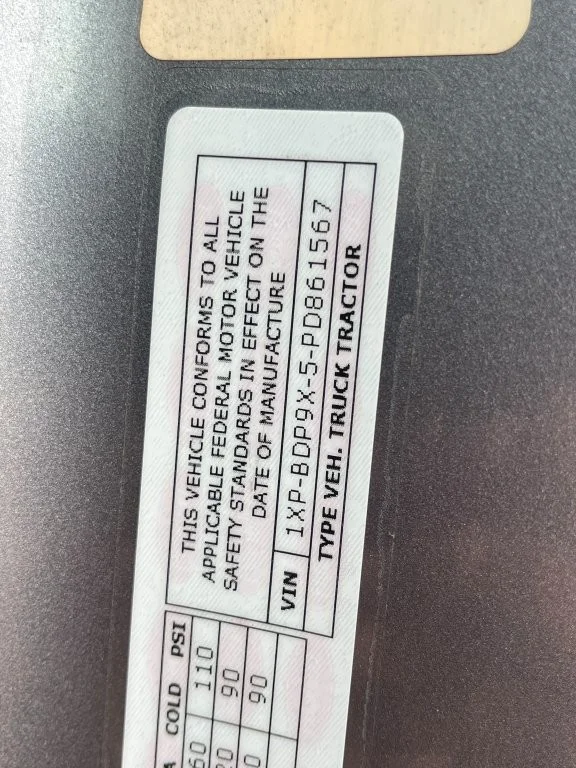 THIS VEHICLE CONFORMS TO ALL
APPLICABLE FEDERAL MOTOR VEHICLE
SAFETY STANDARDS IN EFFECT ON THE
DATE OF MANUFACTURE
VIN 1XP-BDP9X-5-PD861567
TYPE VEH. TRUCK TRACTOR
COLD PSI
110
90
90